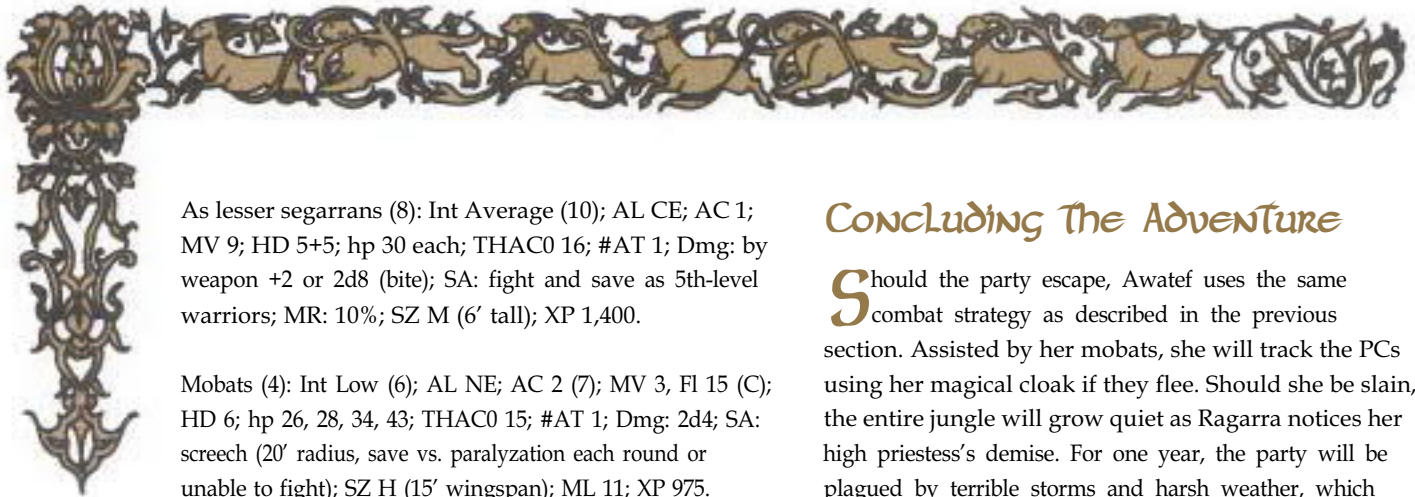 As lesser segarrans (8): Int Average (10); AL CE; AC 1;
MV 9; HD 5+5; hp 30 each; THAC0 16; #AT 1; Dmg: by
weapon +2 or 2d8 (bite); SA: fight and save as 5th-level
warriors; MR: 10%; SZ M (6′ tall); XP 1,400.
Mobats (4): Int Low (6); AL NE; AC 2 (7); MV 3, Fl 15 (C);
HD 6; hp 26, 28, 34, 43; THAC0 15; #AT 1; Dmg: 2d4; SA:
screech (20′ radius, save vs. paralyzation each round or
unable to fight); SZ H (15′ wingspan); ML 11; XP 975.
Concluding the Adventure
Should the party escape, Awatef uses the same
combat strategy as described in the previous
section. Assisted by her mobats, she will track the PCs
using her magical cloak if they flee. Should she be slain,
the entire jungle will grow quiet as Ragarra notices her
high priestess's demise. For one year, the party will be
plagued by terrible storms and harsh weather, which